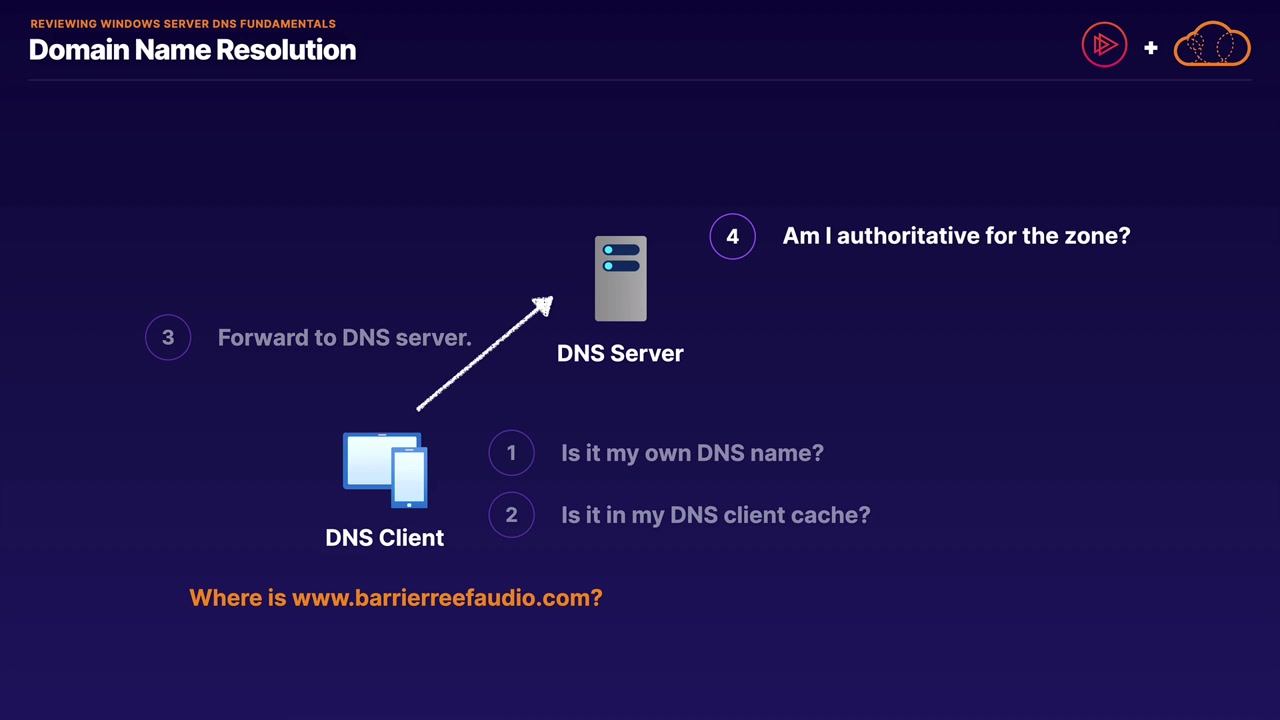 REVIEWING WINDOWS SERVER DNS FUNDAMENTALS
Domain Name Resolution
+
4
Am I authoritative for the zone?
3
Forward to DNS server.
DNS Server
1
Is it my own DNS name?
2
Is it in my DNS client cache?
DNS Client
Where is www.barrierreefaudio.com?